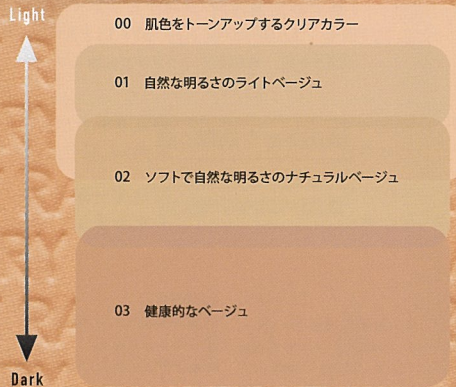 Light
00 肌色をトーンアップするクリアカラー
01 自然な明るさのライトベージュ
02 ソフトで自然な明るさのナチュラルベージュ
03 健康的なベージュ
Dark